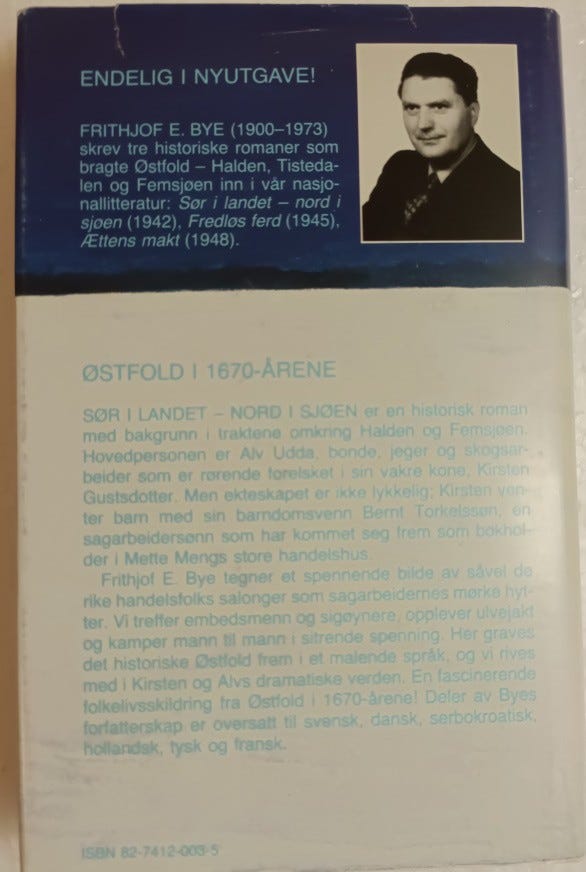 ENDELIG I NYUTGAVE!
FRITHJOF E. BYE (1900–1973)
skrev tre historiske romaner som
bragte Østfold – Halden, Tisteda-
len og Femsjøen inn i vår nasjo-
nallitteratur: Sør i landet – nord i
sjøen (1942), Fredløs ferd (1945),
Ættens makt (1948).
ØSTFOLD I 1670-ÅRENE
SØR I LANDET – NORD I SJØEN er en historisk roman
med bakgrunn i traktene omkring Halden og Femsjøen.
Hovedpersonen er Alv Udda, bonde, jeger og skogsar-
beider som er rørende forelsket i sin vakre kone, Kirsten
Gustsdotter. Men ekteskapet er ikke lykkelig; Kirsten ven-
ter barn med sin barndomsvenn Bernt Torkelssøn, en
sagarbeidersønn som har kommet seg frem som bokhol-
der i Mette Mengs store handelshus.
Frithjof E. Bye tegner et spennende bilde av såvel de
rike handelsfolks salonger som sagarbeidernes mørke hyt-
ter. Vi treffer embedsmenn og sigøynere, opplever ulvejakt
og kamper mann til mann i sitrende spenning. Her graves
det historiske Østfold frem i et malende språk, og vi rives
med i Kirsten og Alvs dramatiske verden. En fascinerende
folkelivsskildring fra Østfold i 1670-årene! Deler av Byes
forfatterskap er oversatt til svensk, dansk, serbokroatisk,
hollandsk, tysk og fransk.
ISBN 82-7412-003-5